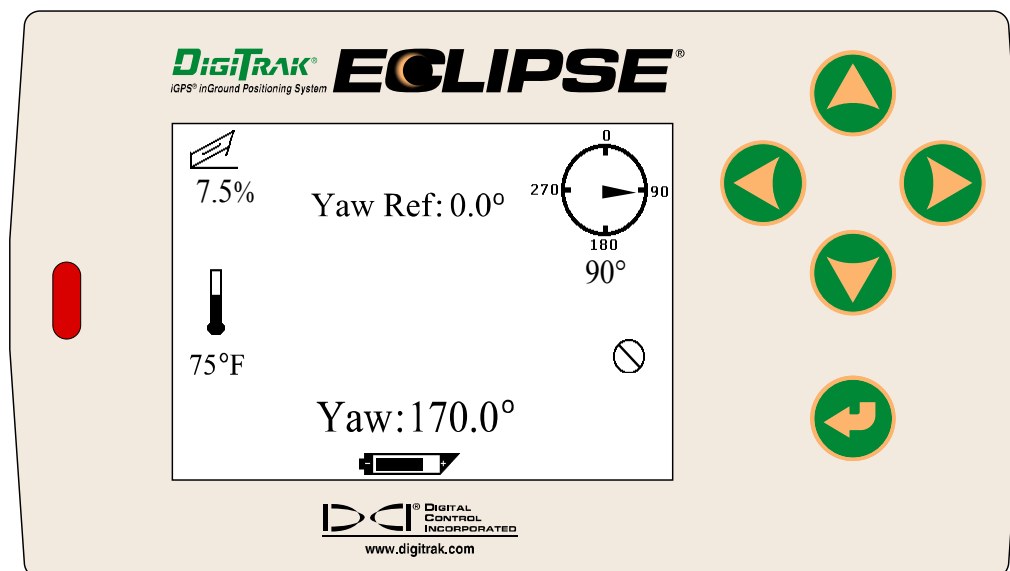 DIGITRAK®
iGPS® inGround Positioning System
ECLIPSE®
7.5%
Yaw Ref: 0.0°
0
270
90
180
90°
75°F
Yaw:170.0°
- +
DCI® DIGITAL
CONTROL
INCORPORATED
www.digitrak.com